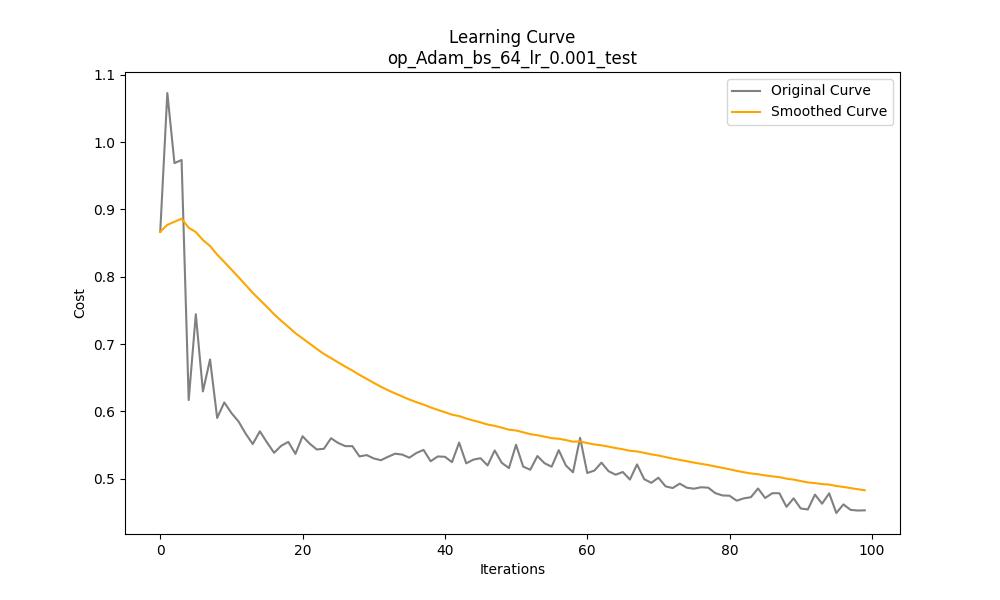 Learning Curve
op_Adam_bs_64_lr_0.001_test
Original Curve
Smoothed Curve
Cost
1.1
1.0
0.9
0.8
0.7
0.6
0.5
0 20 40 60 80 100
Iterations